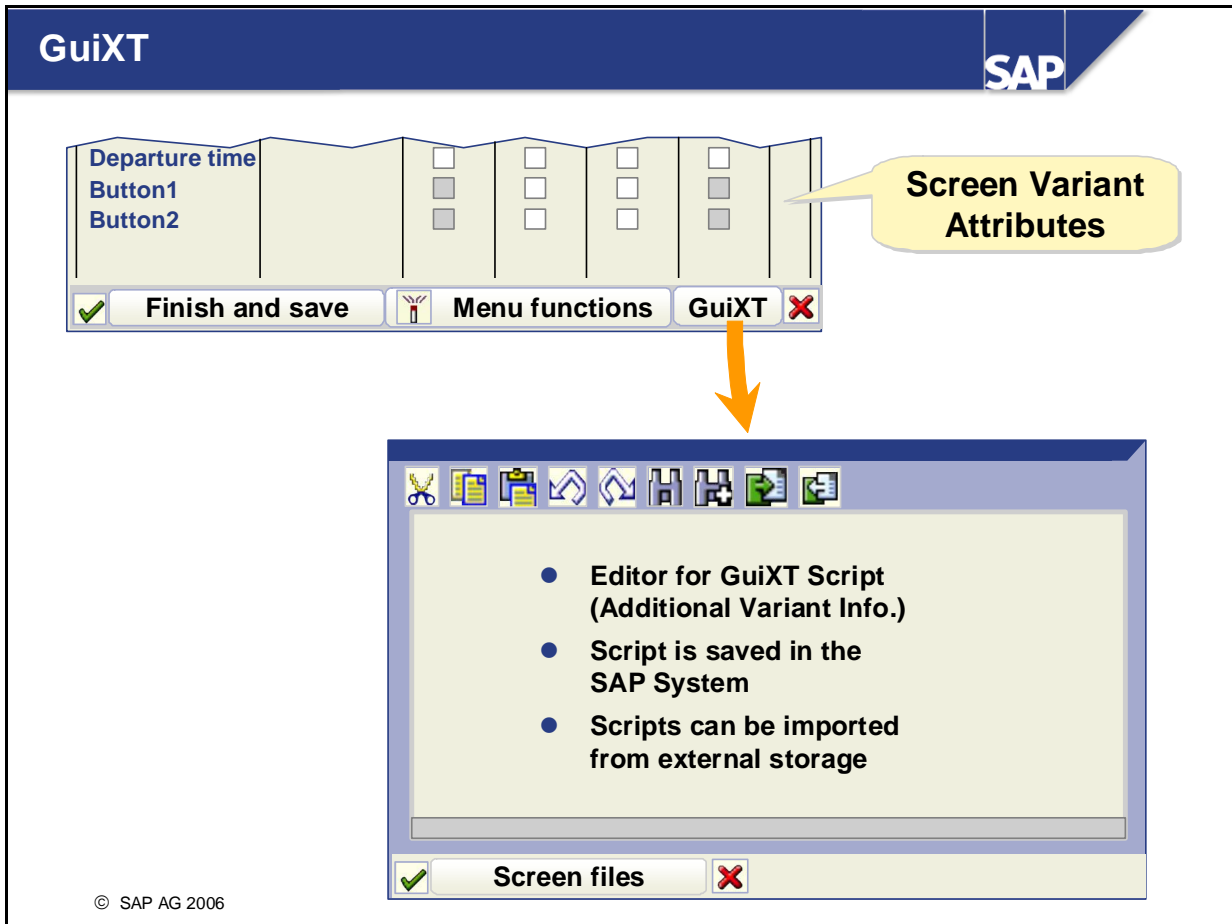 GuiXT
SAP
Departure time
Button1
Button2
Screen Variant
Attributes
Finish and save
Menu functions
GuiXT
Editor for GuiXT Script
(Additional Variant Info.)
Script is saved in the
SAP System
Scripts can be imported
from external storage
Screen files
© SAP AG 2006